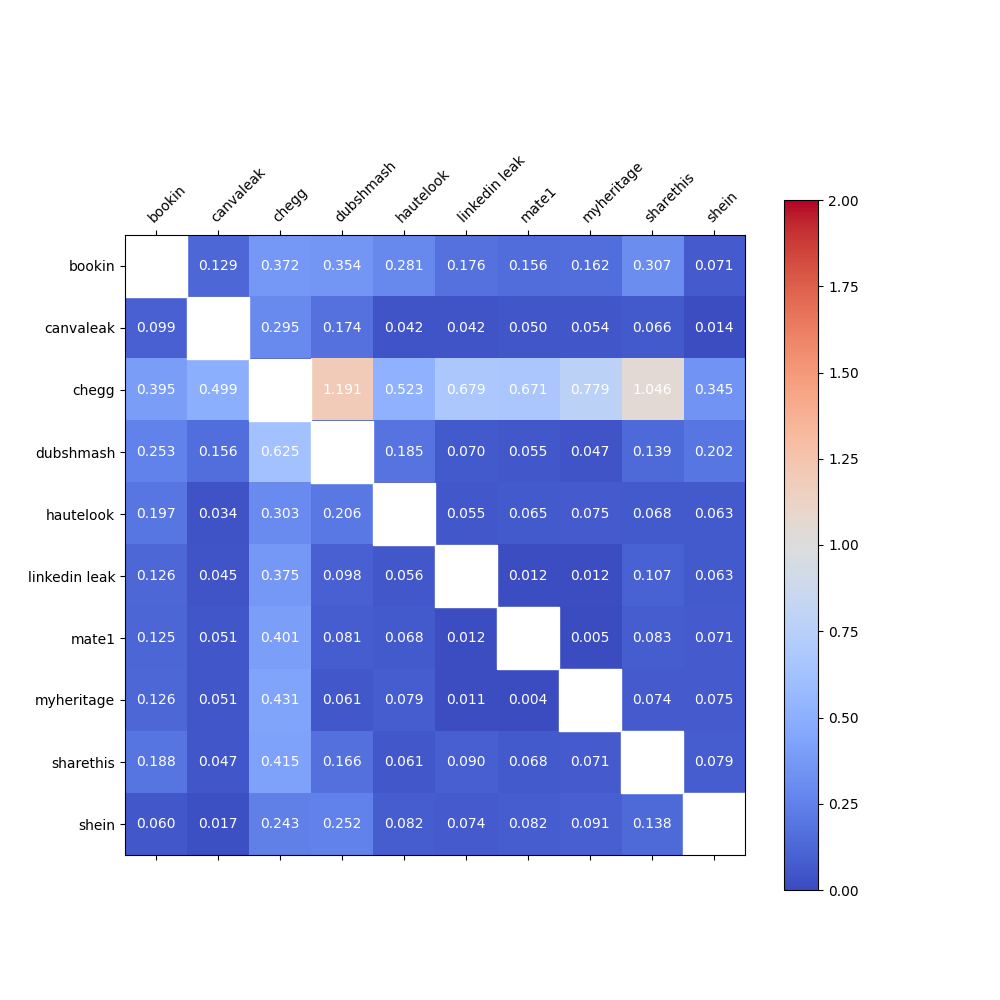 bookin canvaleak chegg dubshmash hautelook linkedin leak mate1 myheritage sharethis shein
bookin 0.129 0.372 0.354 0.281 0.176 0.156 0.162 0.307 0.071
canvaleak 0.099 0.295 0.174 0.042 0.042 0.050 0.054 0.066 0.014
chegg 0.395 0.499 1.191 0.523 0.679 0.671 0.779 1.046 0.345
dubshmash 0.253 0.156 0.625 0.185 0.070 0.055 0.047 0.139 0.202
hautelook 0.197 0.034 0.303 0.206 0.055 0.065 0.075 0.068 0.063
linkedin leak 0.126 0.045 0.375 0.098 0.056 0.012 0.012 0.107 0.063
mate1 0.125 0.051 0.401 0.081 0.068 0.012 0.005 0.083 0.071
myheritage 0.126 0.051 0.431 0.061 0.079 0.011 0.004 0.074 0.075
sharethis 0.188 0.047 0.415 0.166 0.061 0.090 0.068 0.071 0.079
shein 0.060 0.017 0.243 0.252 0.082 0.074 0.082 0.091 0.138
2.00
1.75
1.50
1.25
1.00
0.75
0.50
0.25
0.00